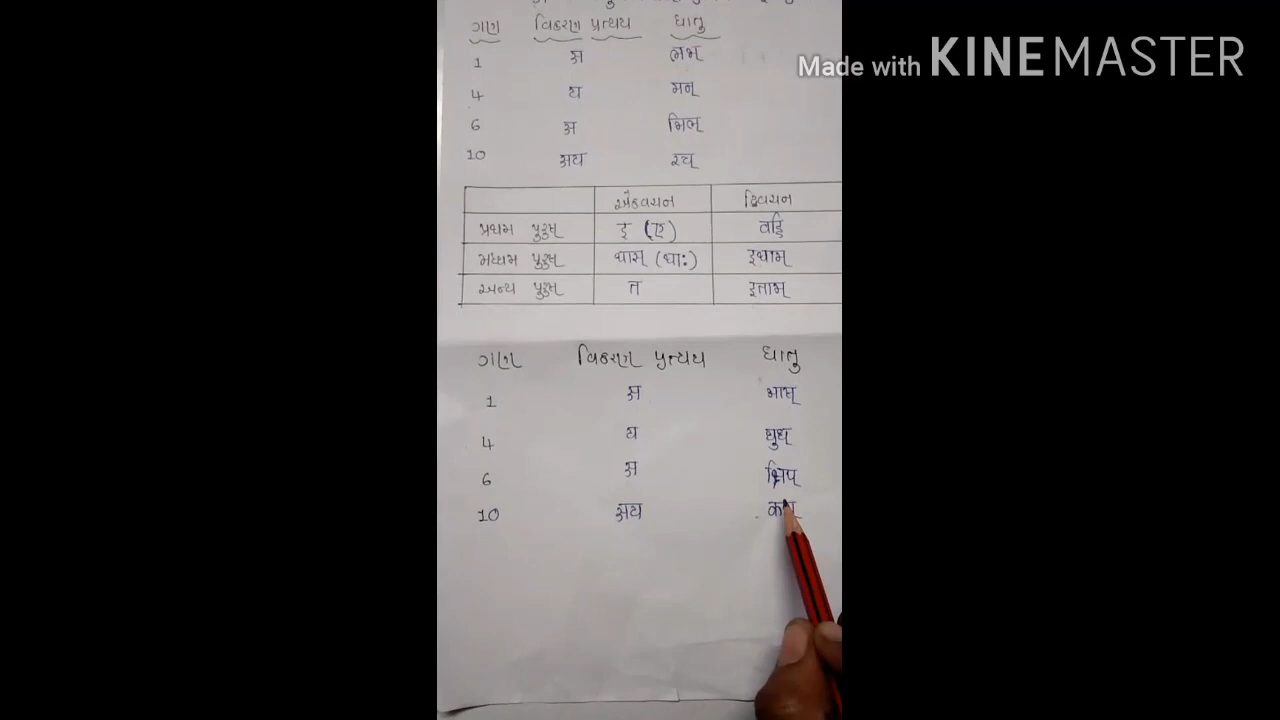 Made with KINEMASTER
ગણ વિકરણ પ્રત્યય ધાતુ
1 अ लभ्
4 य मन्
6 अ मिल्
10 अय रच्
એકવચન દ્વિવચન
પ્રથમ પુરુષ इ (ए) वहि
મધ્યમ પુરુષ थास् (था:) इथाम्
અન્ય પુરુષ त इताम्
ગણ વિકરણ પ્રત્યય ધાતુ
1 अ भाष्
4 य युध्
6 अ क्षिप्
10 अय